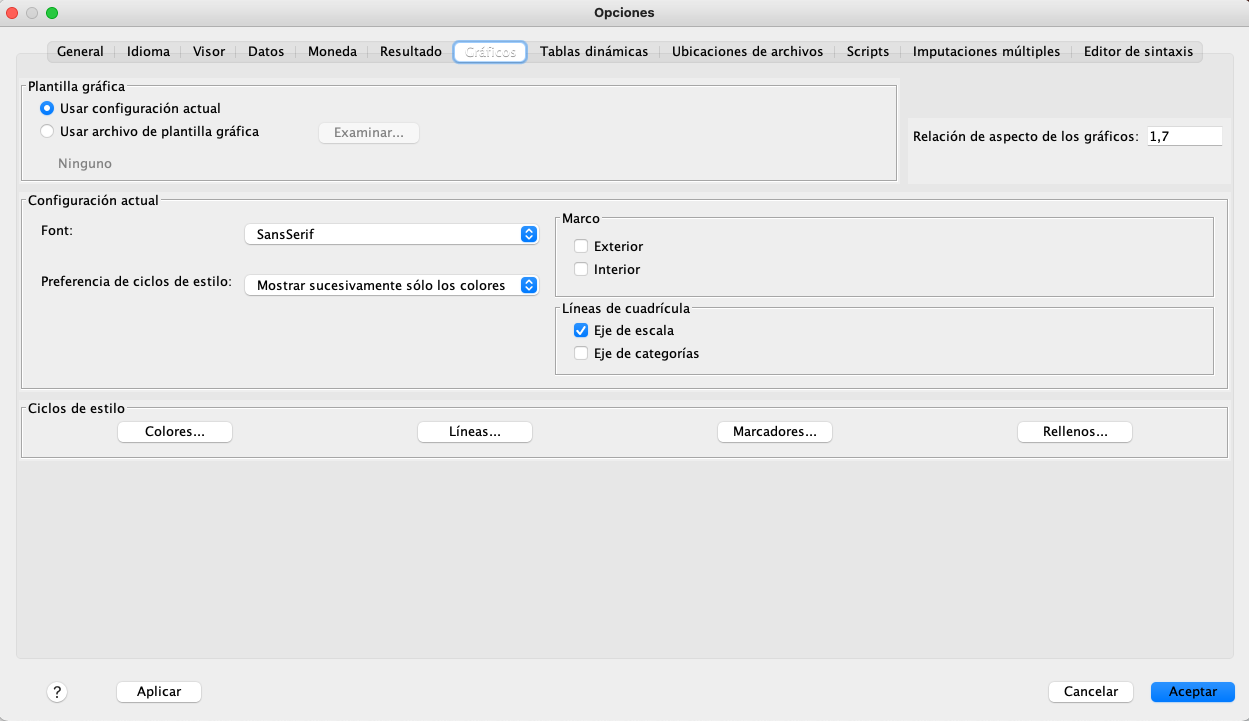 Opciones
General Idioma Visor Datos Moneda Resultado Gráficos Tablas dinámicas Ubicaciones de archivos Scripts Imputaciones múltiples Editor de sintaxis
Plantilla gráfica
Usar configuración actual
Usar archivo de plantilla gráfica Examinar...
Ninguno
Relación de aspecto de los gráficos: 1,7
Configuración actual
Font: SansSerif
Preferencia de ciclos de estilo: Mostrar sucesivamente sólo los colores
Marco
Exterior
Interior
Líneas de cuadrícula
Eje de escala
Eje de categorías
Ciclos de estilo
Colores... Líneas... Marcadores... Rellenos...
? Aplicar Cancelar Aceptar